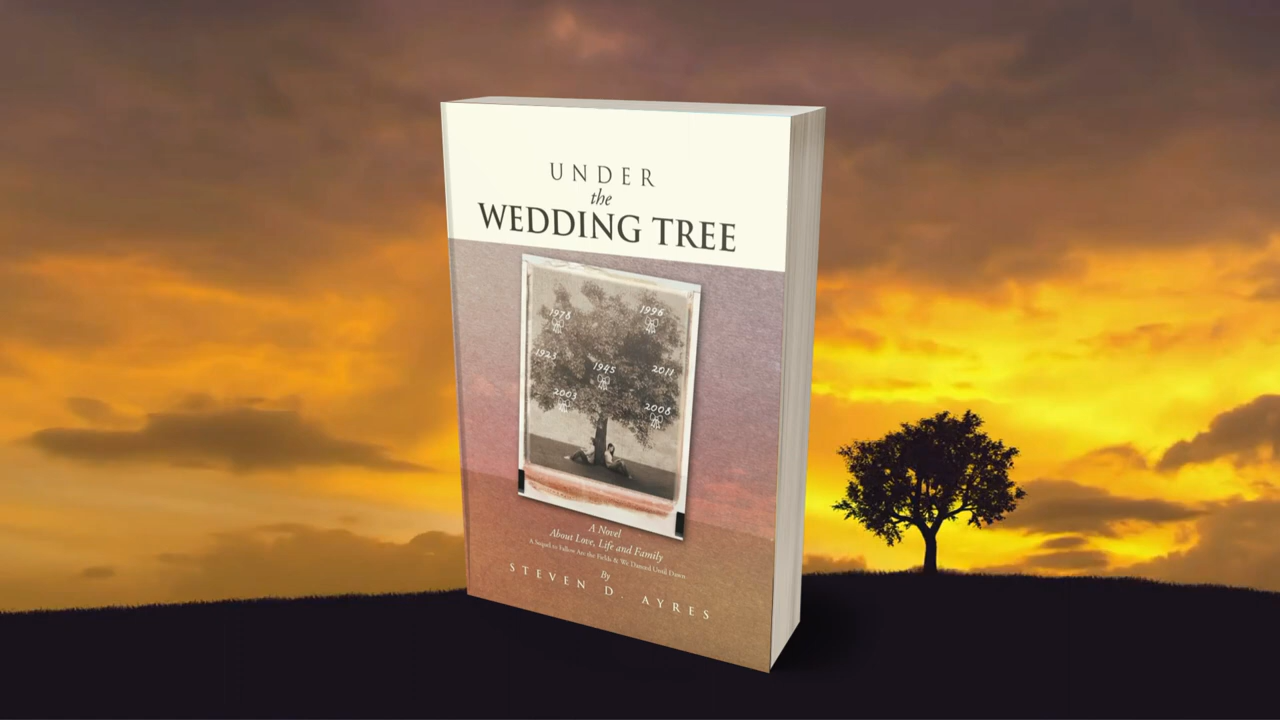 UNDER
the
WEDDING TREE
1978
1996
1923
1945
2011
2003
2008
A Novel
About Love, Life and Family
A Sequel to Fallow Are the Fields & We Danced Until Dawn
By
STEVEN D. AYRES